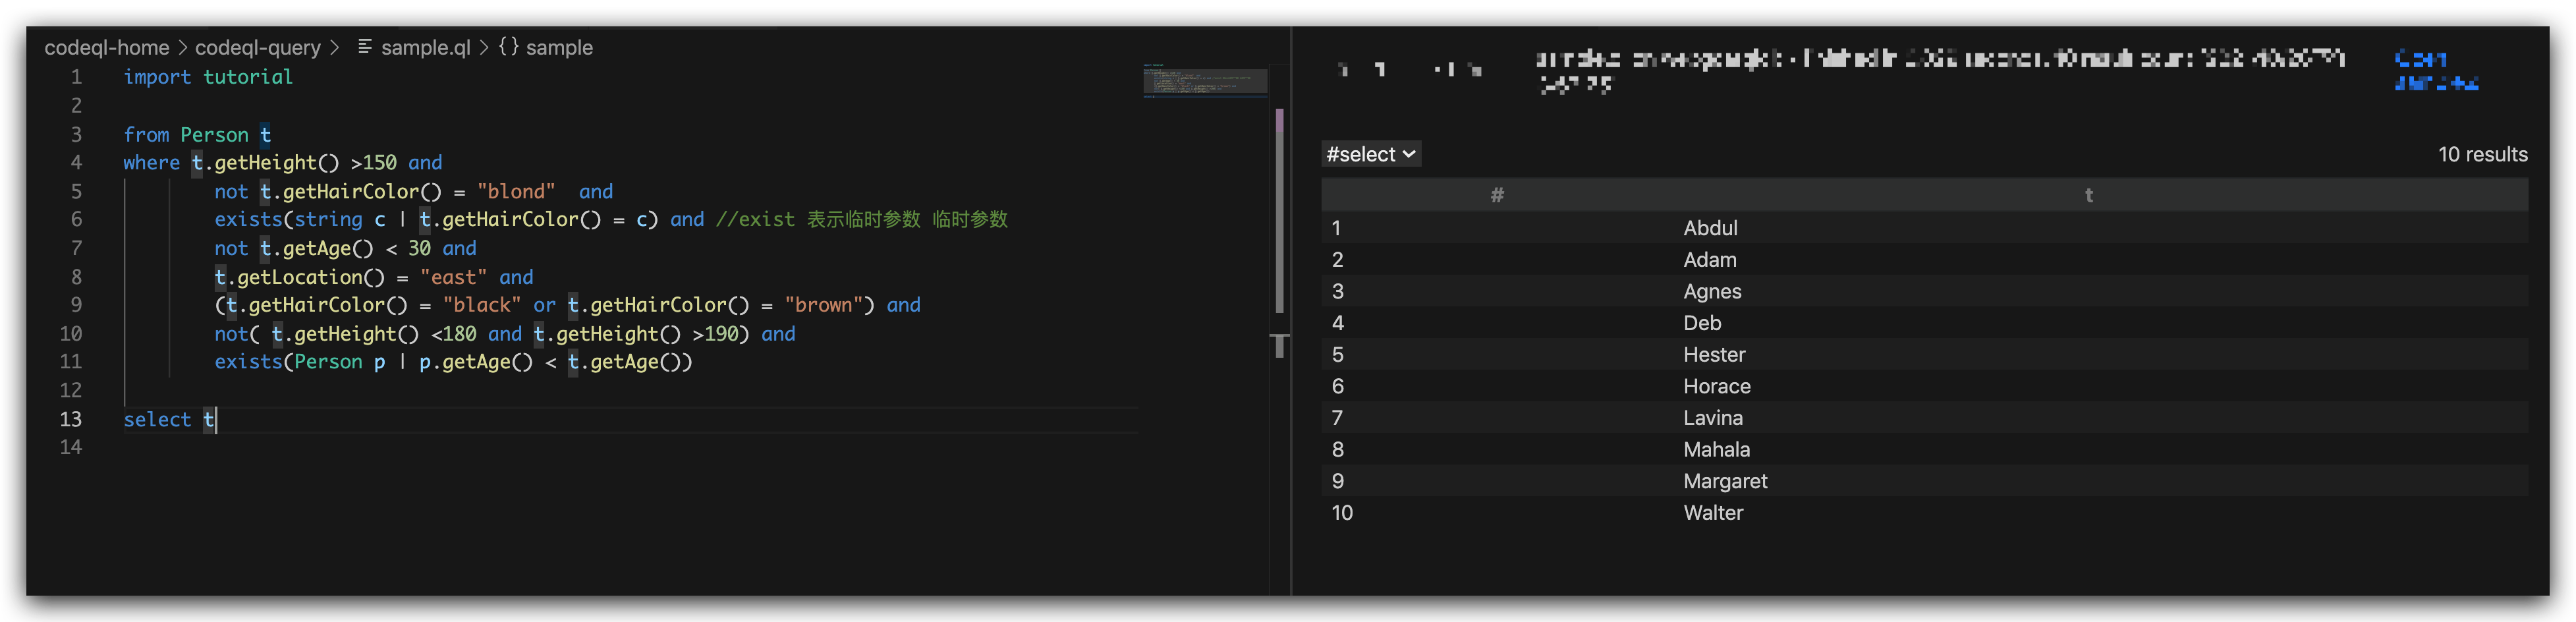 codeql-home > codeql-query > sample.ql > {} sample
1 import tutorial
2
3 from Person t
4 where t.getHeight() >150 and
5 not t.getHairColor() = "blond"  and
6 exists(string c | t.getHairColor() = c) and //exist 表示临时参数 临时参数
7 not t.getAge() < 30 and
8 t.getLocation() = "east" and
9 (t.getHairColor() = "black" or t.getHairColor() = "brown") and
10 not( t.getHeight() <180 and t.getHeight() >190) and
11 exists(Person p | p.getAge() < t.getAge())
12
13 select t
14
#select
10 results
# t
1 Abdul
2 Adam
3 Agnes
4 Deb
5 Hester
6 Horace
7 Lavina
8 Mahala
9 Margaret
10 Walter